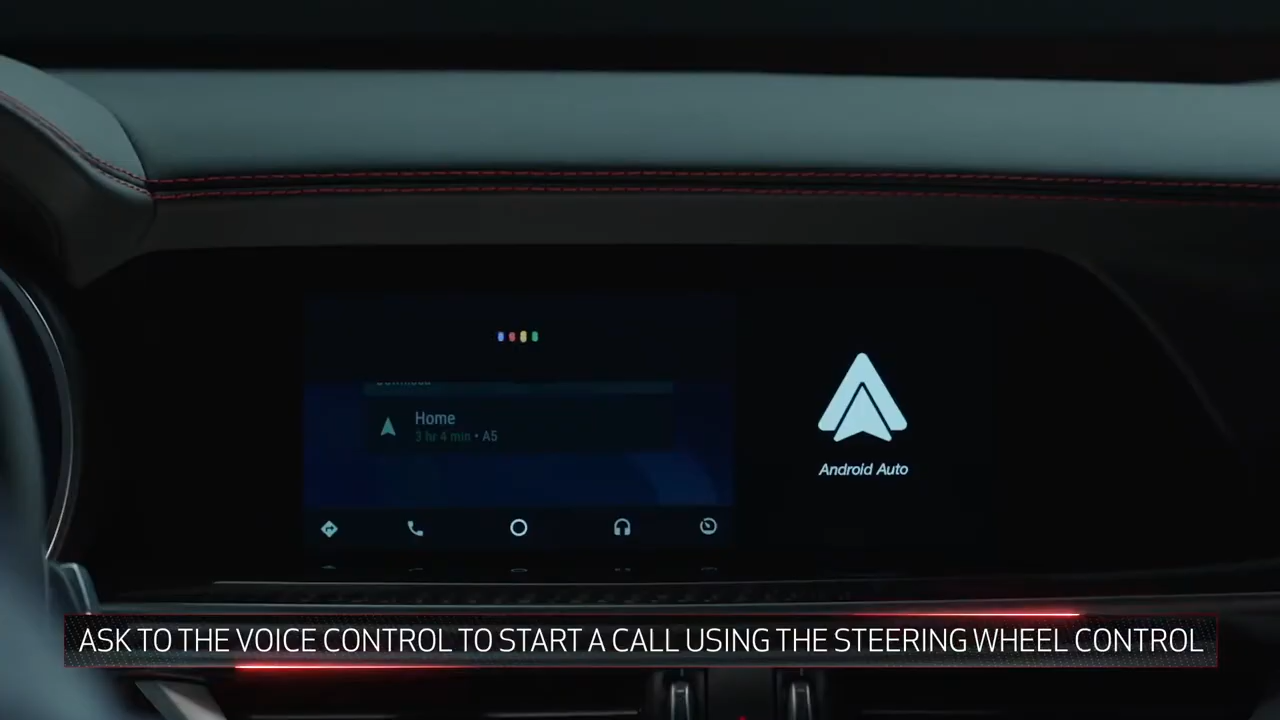 Download
Home
3 hr 4 min • A5
Android Auto
ASK TO THE VOICE CONTROL TO START A CALL USING THE STEERING WHEEL CONTROL